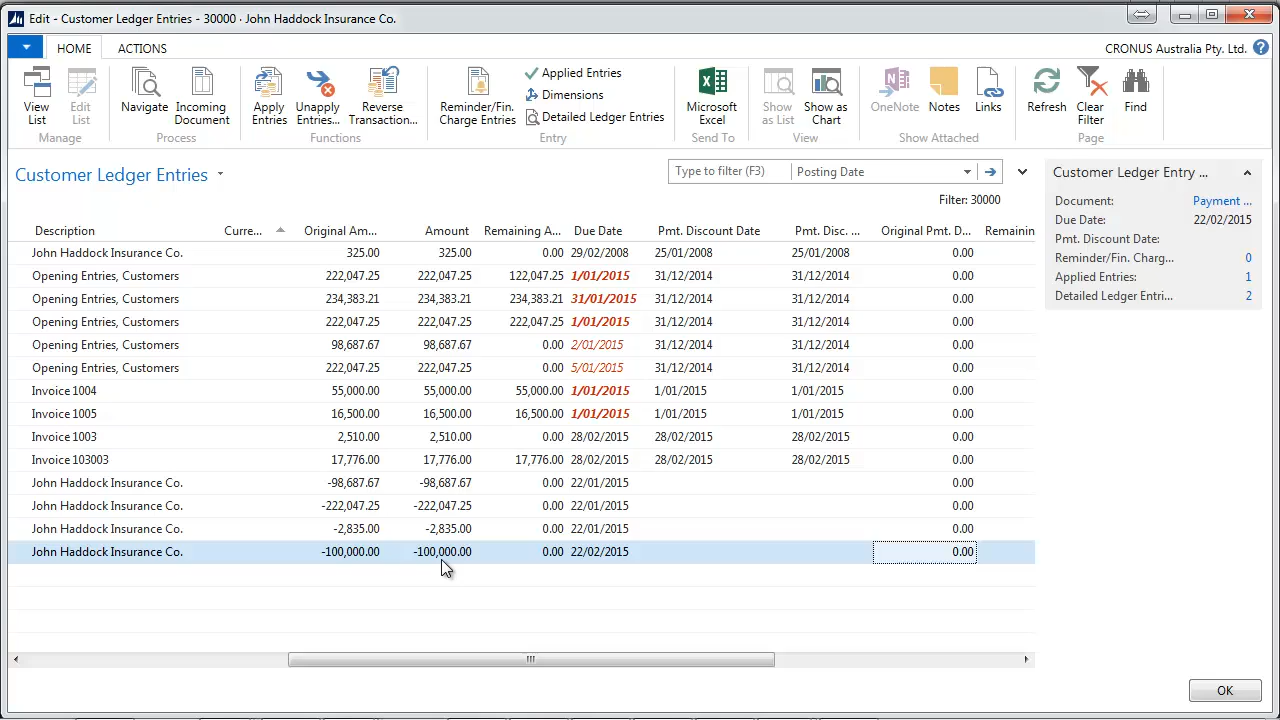 Edit - Customer Ledger Entries - 30000 · John Haddock Insurance Co.
HOME ACTIONS CRONUS Australia Pty. Ltd.
View List
Edit List
Manage
Navigate
Incoming Document
Process
Apply Entries
Unapply Entries...
Reverse Transaction...
Functions
Reminder/Fin. Charge Entries
Applied Entries
Dimensions
Detailed Ledger Entries
Entry
Microsoft Excel
Send To
Show as List
Show as Chart
View
OneNote
Notes
Links
Show Attached
Refresh
Clear Filter
Find
Page
Customer Ledger Entries
Type to filter (F3) Posting Date
Filter: 30000
Description Curre... Original Am... Amount Remaining A... Due Date Pmt. Discount Date Pmt. Disc. ... Original Pmt. D... Remainin
John Haddock Insurance Co. 325.00 325.00 0.00 29/02/2008 25/01/2008 25/01/2008 0.00
Opening Entries, Customers 222,047.25 222,047.25 122,047.25 1/01/2015 31/12/2014 31/12/2014 0.00
Opening Entries, Customers 234,383.21 234,383.21 234,383.21 31/01/2015 31/12/2014 31/12/2014 0.00
Opening Entries, Customers 222,047.25 222,047.25 222,047.25 1/01/2015 31/12/2014 31/12/2014 0.00
Opening Entries, Customers 98,687.67 98,687.67 0.00 2/01/2015 31/12/2014 31/12/2014 0.00
Opening Entries, Customers 222,047.25 222,047.25 0.00 5/01/2015 31/12/2014 31/12/2014 0.00
Invoice 1004 55,000.00 55,000.00 55,000.00 1/01/2015 1/01/2015 1/01/2015 0.00
Invoice 1005 16,500.00 16,500.00 16,500.00 1/01/2015 1/01/2015 1/01/2015 0.00
Invoice 1003 2,510.00 2,510.00 0.00 28/02/2015 28/02/2015 28/02/2015 0.00
Invoice 103003 17,776.00 17,776.00 17,776.00 28/02/2015 28/02/2015 28/02/2015 0.00
John Haddock Insurance Co. -98,687.67 -98,687.67 0.00 22/01/2015 0.00
John Haddock Insurance Co. -222,047.25 -222,047.25 0.00 22/01/2015 0.00
John Haddock Insurance Co. -2,835.00 -2,835.00 0.00 22/01/2015 0.00
John Haddock Insurance Co. -100,000.00 -100,000.00 0.00 22/02/2015 0.00
Customer Ledger Entry ...
Document: Payment ...
Due Date: 22/02/2015
Pmt. Discount Date:
Reminder/Fin. Charg... 0
Applied Entries: 1
Detailed Ledger Entri... 2
OK